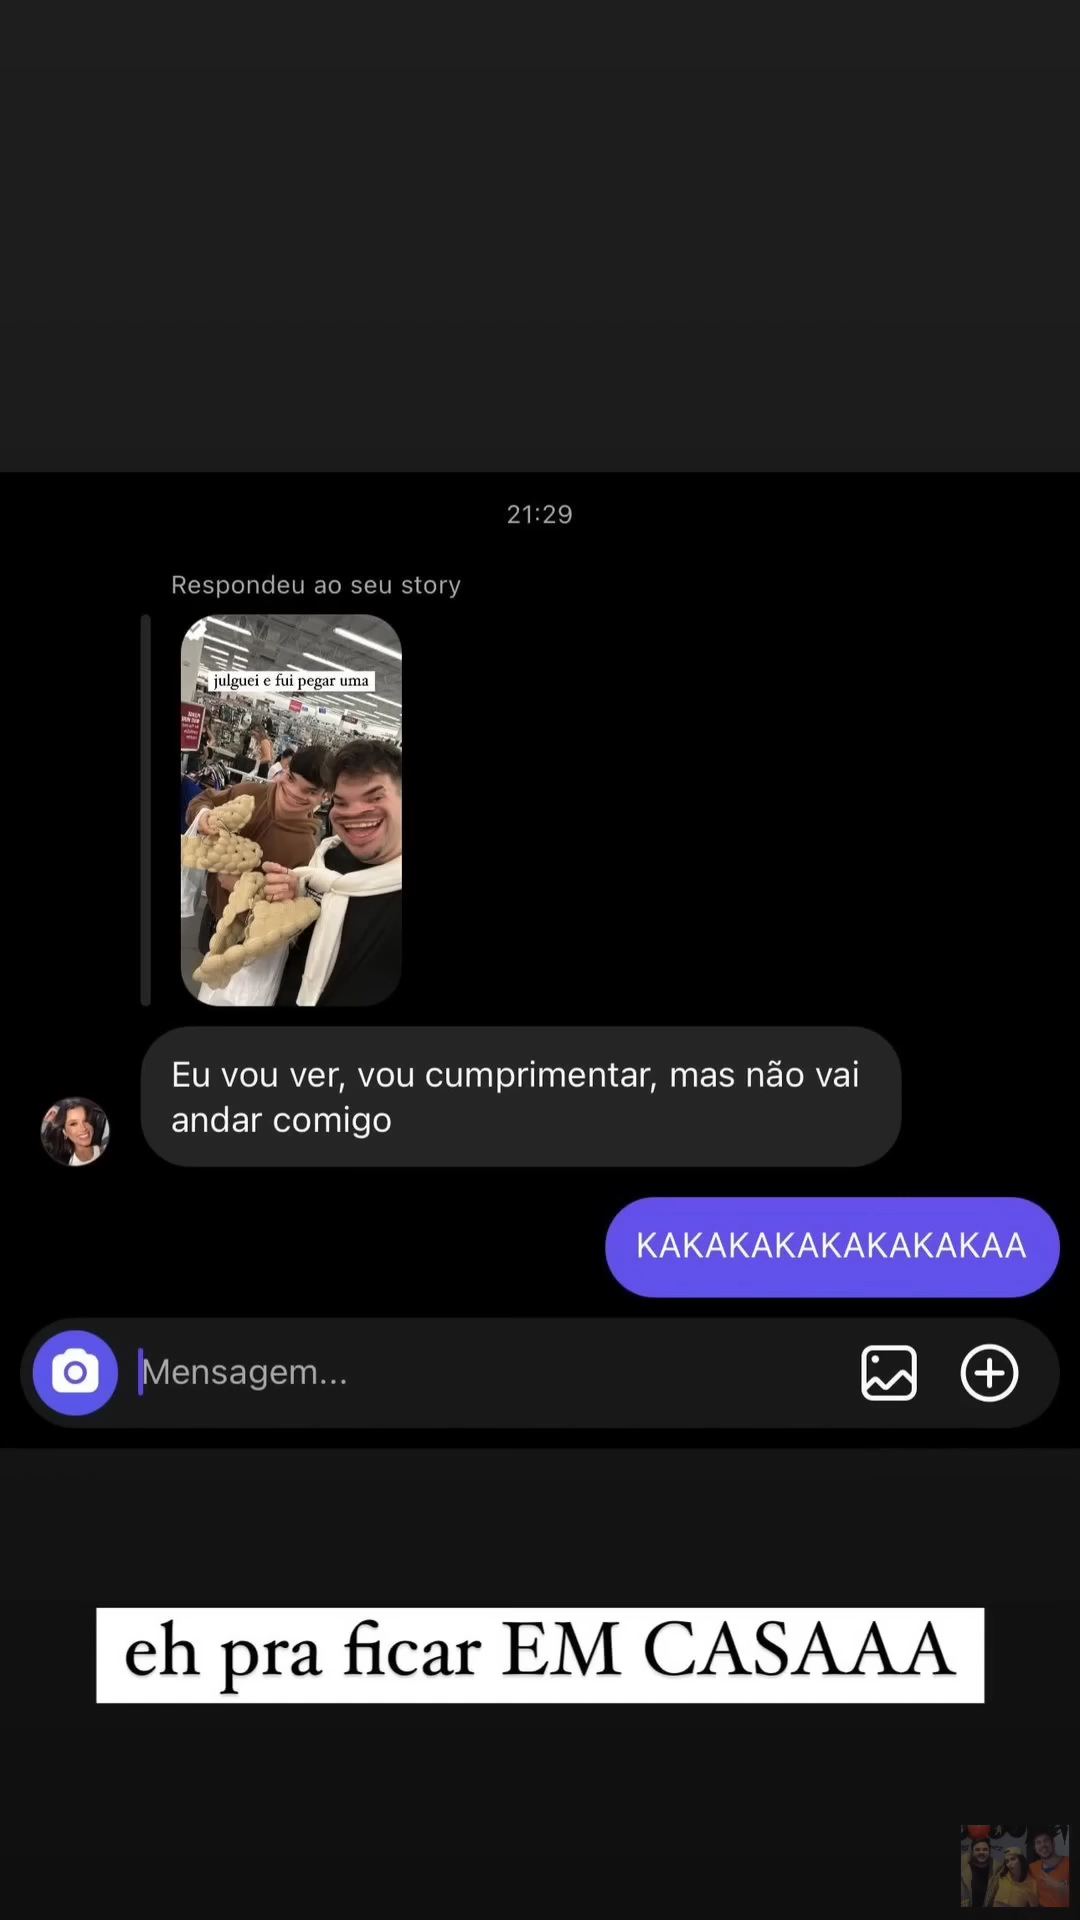 21:29
Respondeu ao seu story
julguei e fui pegar uma
Eu vou ver, vou cumprimentar, mas não vai
andar comigo
KAKAKAKAKAKAKAKAA
Mensagem...
eh pra ficar EM CASAAA